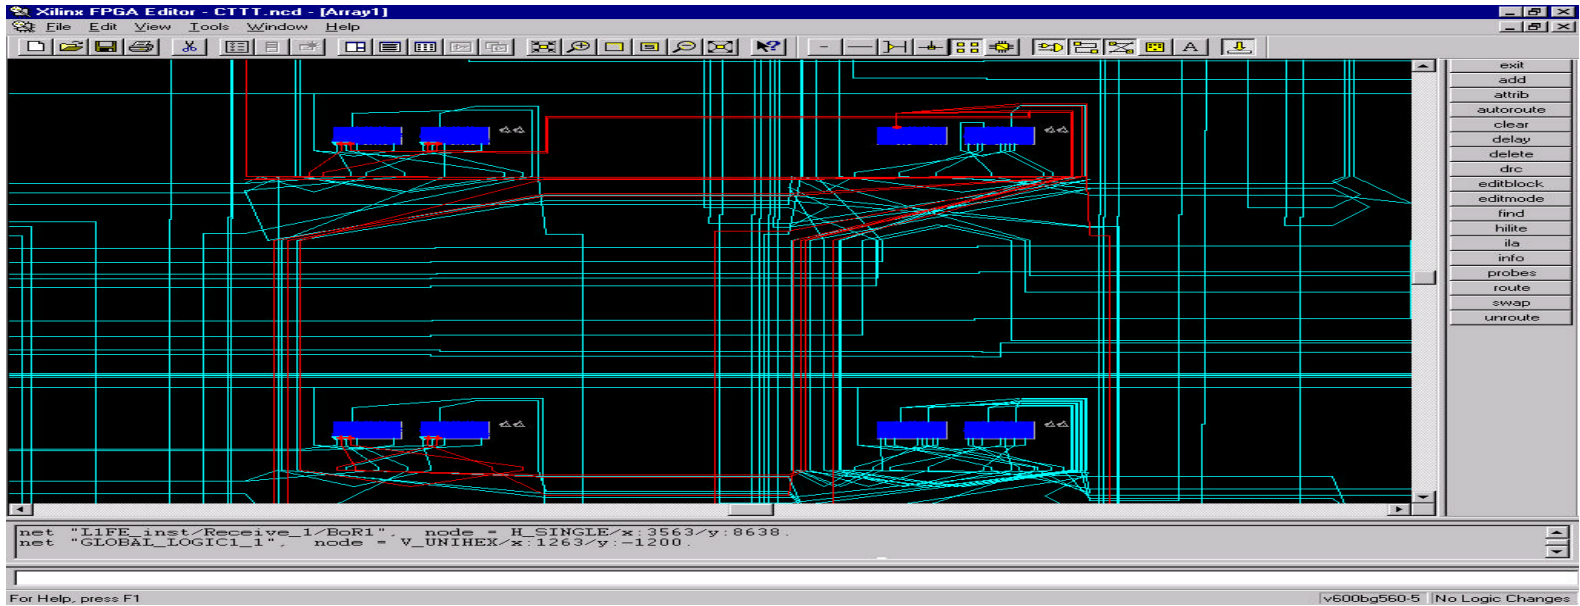 Xilinx FPGA Editor - CTTT.ncd - [Array1]
File Edit View Tools Window Help
A
exit
add
attrib
autoroute
clear
delay
delete
drc
editblock
editmode
find
hilite
ila
info
probes
route
swap
unroute
net "L1FE_inst/Receive_1/BoR1", node = H_SINGLE/x:3563/y:8638.
net "GLOBAL_LOGIC1_1", node = V_UNIHEX/x:1263/y:-1200.
For Help, press F1
v600bg560-5 No Logic Changes